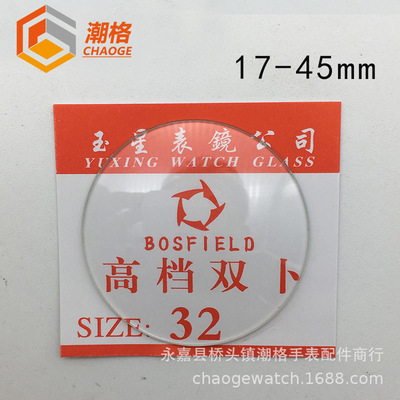 潮格
CHAOGE
17-45mm
玉星表鏡公司
YUXING WATCH GLASS
BOSFIELD
高档双卜
SIZE: 32
永嘉县桥头镇潮格手表配件商行
chaogewatch.1688.com